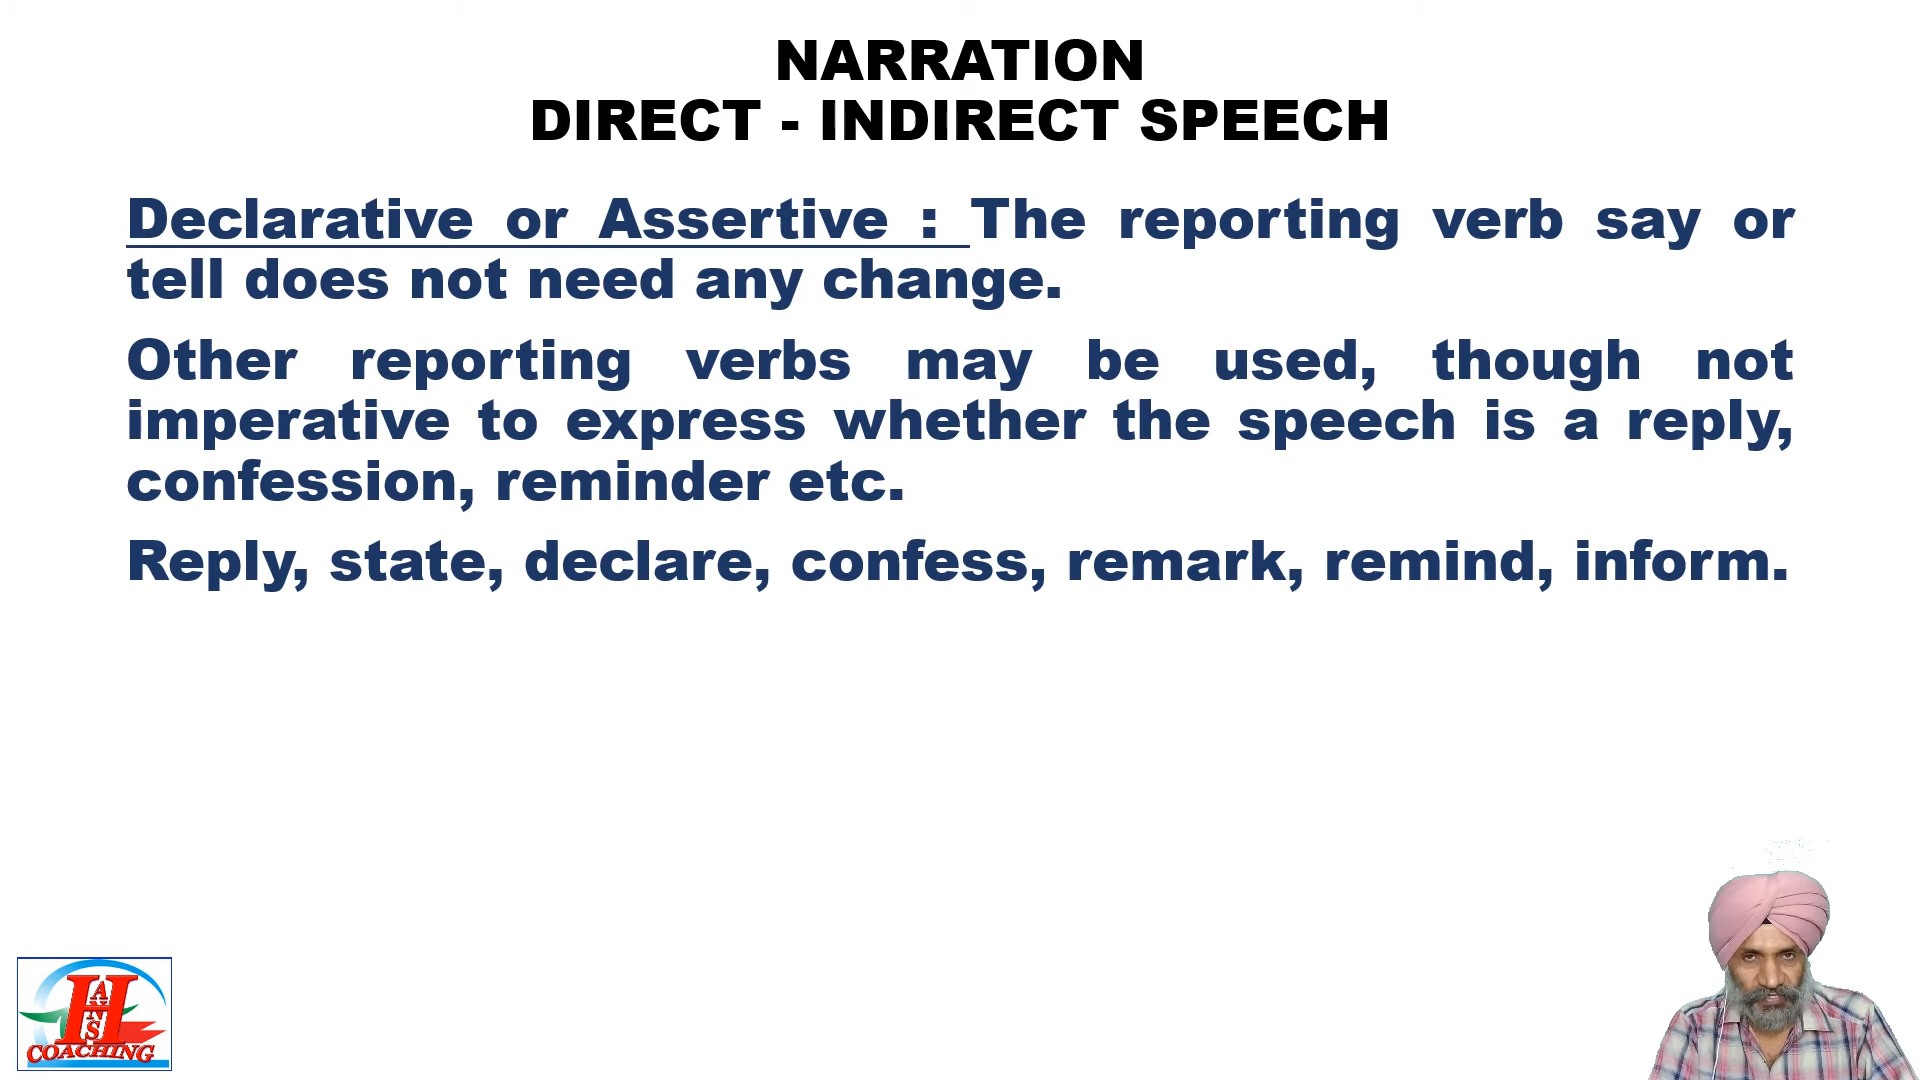 NARRATION
DIRECT - INDIRECT SPEECH
Declarative or Assertive : The reporting verb say or
tell does not need any change.
Other reporting verbs may be used, though not
imperative to express whether the speech is a reply,
confession, reminder etc.
Reply, state, declare, confess, remark, remind, inform.
HANS
COACHING